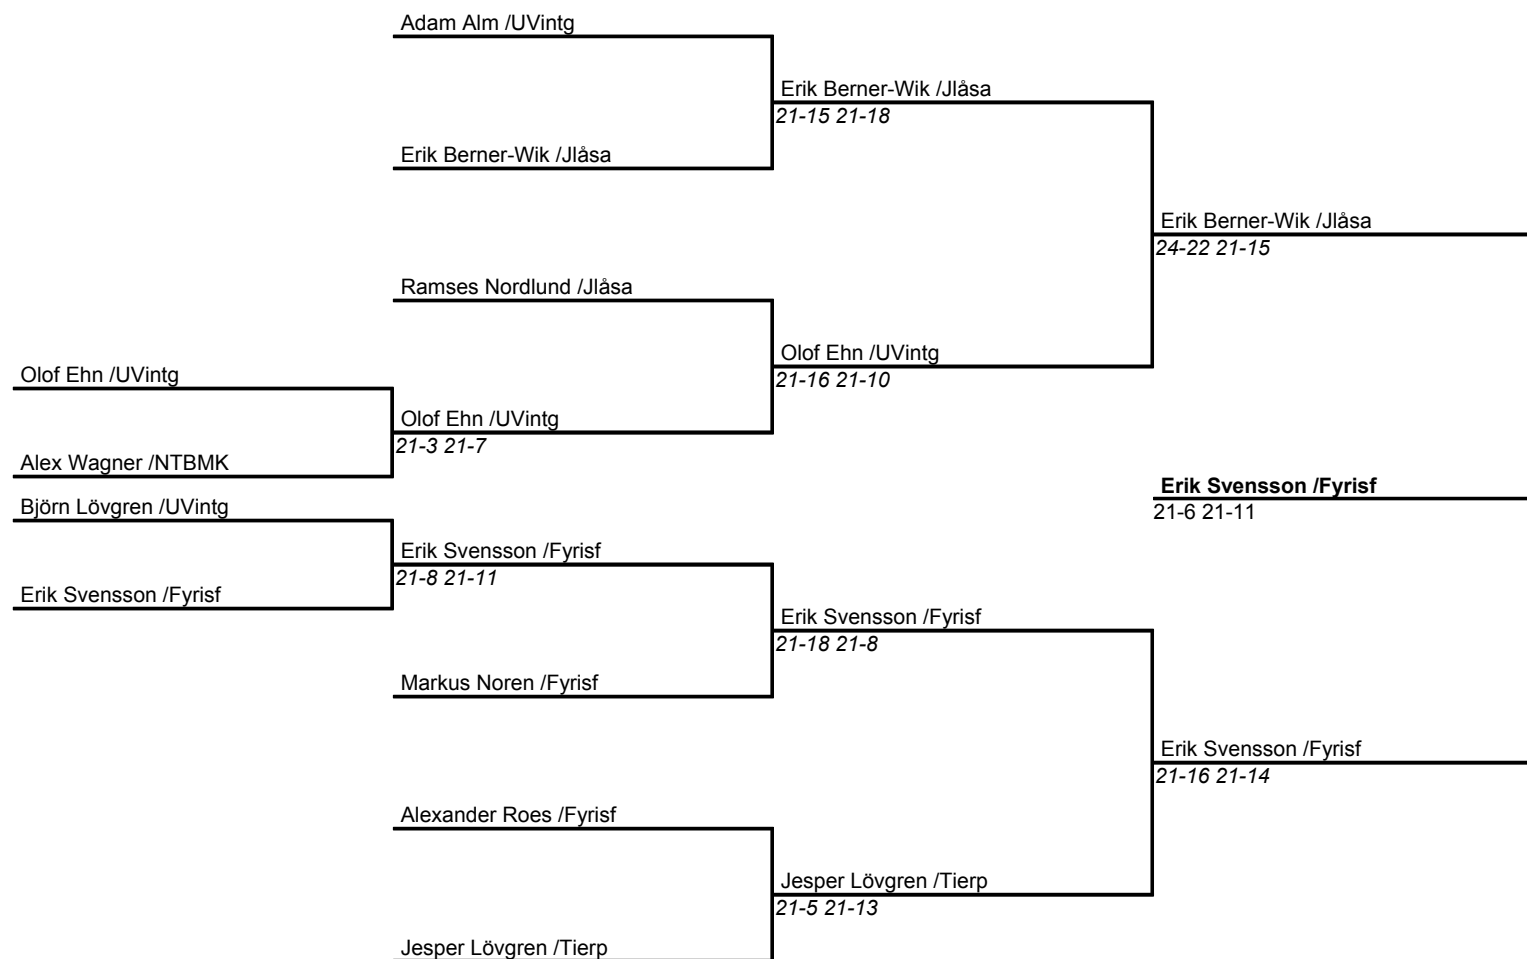 Adam Alm /UVintg
Erik Berner-Wik /Jlåsa
21-15 21-18
Erik Berner-Wik /Jlåsa
Erik Berner-Wik /Jlåsa
24-22 21-15
Ramses Nordlund /Jlåsa
Olof Ehn /UVintg
21-16 21-10
Olof Ehn /UVintg
Olof Ehn /UVintg
21-3 21-7
Alex Wagner /NTBMK
Erik Svensson /Fyrisf
21-6 21-11
Björn Lövgren /UVintg
Erik Svensson /Fyrisf
21-8 21-11
Erik Svensson /Fyrisf
Erik Svensson /Fyrisf
21-18 21-8
Markus Noren /Fyrisf
Erik Svensson /Fyrisf
21-16 21-14
Alexander Roes /Fyrisf
Jesper Lövgren /Tierp
21-5 21-13
Jesper Lövgren /Tierp